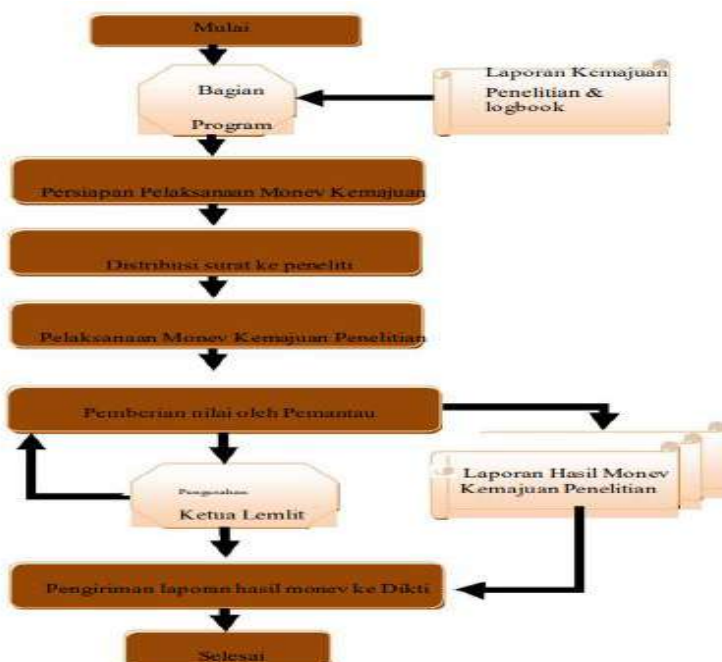 Mulai
Bagian
Program
Laporan Kemajuan
Penelitian &
logbook
Persiapan Pelaksanaan Monev Kemajuan
Distribusi surat ke peneliti
Pelaksanaan Monev Kemajuan Penelitian
Pemberian nilai oleh Pemantau
Laporan Hasil Monev
Kemajuan Penelitian
Pengesahan
Ketua Lemlit
Pengiriman laporan hasil monev ke Dikti
Selesai